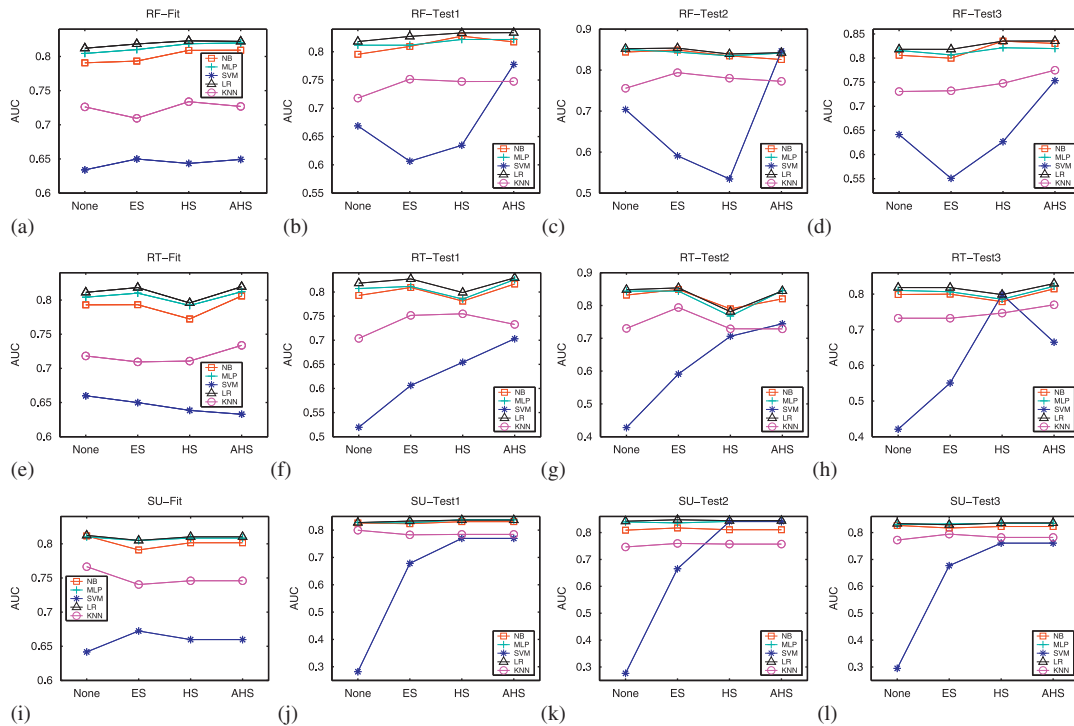 RF-Fit
AUC
0.8
0.75
0.7
0.65
0.6
None ES HS AHS
NB
MLP
SVM
LR
KNN
(a)
RF-Test1
AUC
0.8
0.75
0.7
0.65
0.6
0.55
None ES HS AHS
NB
MLP
SVM
LR
KNN
(b)
RF-Test2
AUC
0.9
0.8
0.7
0.6
0.5
None ES HS AHS
NB
MLP
SVM
LR
KNN
(c)
RF-Test3
AUC
0.85
0.8
0.75
0.7
0.65
0.6
0.55
None ES HS AHS
NB
MLP
SVM
LR
KNN
(d)
RT-Fit
AUC
0.8
0.75
0.7
0.65
0.6
None ES HS AHS
NB
MLP
SVM
LR
KNN
(e)
RT-Test1
AUC
0.8
0.75
0.7
0.65
0.6
0.55
0.5
None ES HS AHS
NB
MLP
SVM
LR
KNN
(f)
RT-Test2
AUC
0.9
0.8
0.7
0.6
0.5
0.4
None ES HS AHS
NB
MLP
SVM
LR
KNN
(g)
RT-Test3
AUC
0.8
0.7
0.6
0.5
0.4
None ES HS AHS
NB
MLP
SVM
LR
KNN
(h)
SU-Fit
AUC
0.8
0.75
0.7
0.65
0.6
None ES HS AHS
NB
MLP
SVM
LR
KNN
(i)
SU-Test1
AUC
0.8
0.7
0.6
0.5
0.4
0.3
None ES HS AHS
NB
MLP
SVM
LR
KNN
(j)
SU-Test2
AUC
0.8
0.7
0.6
0.5
0.4
0.3
None ES HS AHS
NB
MLP
SVM
LR
KNN
(k)
SU-Test3
AUC
0.8
0.7
0.6
0.5
0.4
0.3
None ES HS AHS
NB
MLP
SVM
LR
KNN
(l)